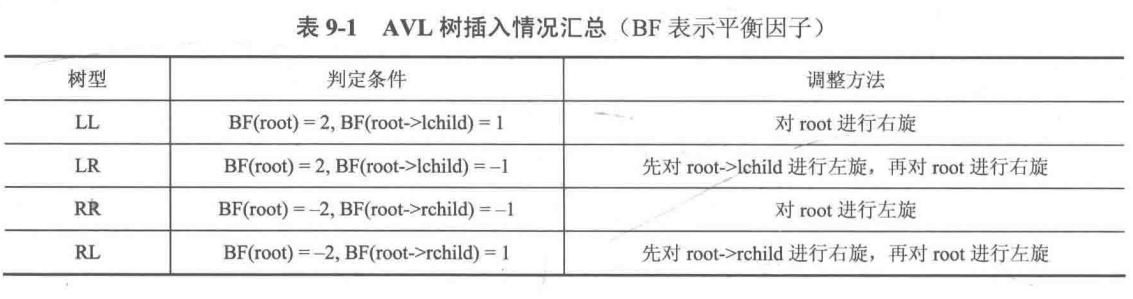 表 9-1 AVL 树插入情况汇总（BF 表示平衡因子）
树型 判定条件 调整方法
LL BF(root) = 2, BF(root->lchild) = 1 对 root 进行右旋
LR BF(root) = 2, BF(root->lchild) = –1 先对 root->lchild 进行左旋，再对 root 进行右旋
RR BF(root) = –2, BF(root->rchild) = –1 对 root 进行左旋
RL BF(root) = –2, BF(root->rchild) = 1 先对 root->rchild 进行右旋，再对 root 进行左旋